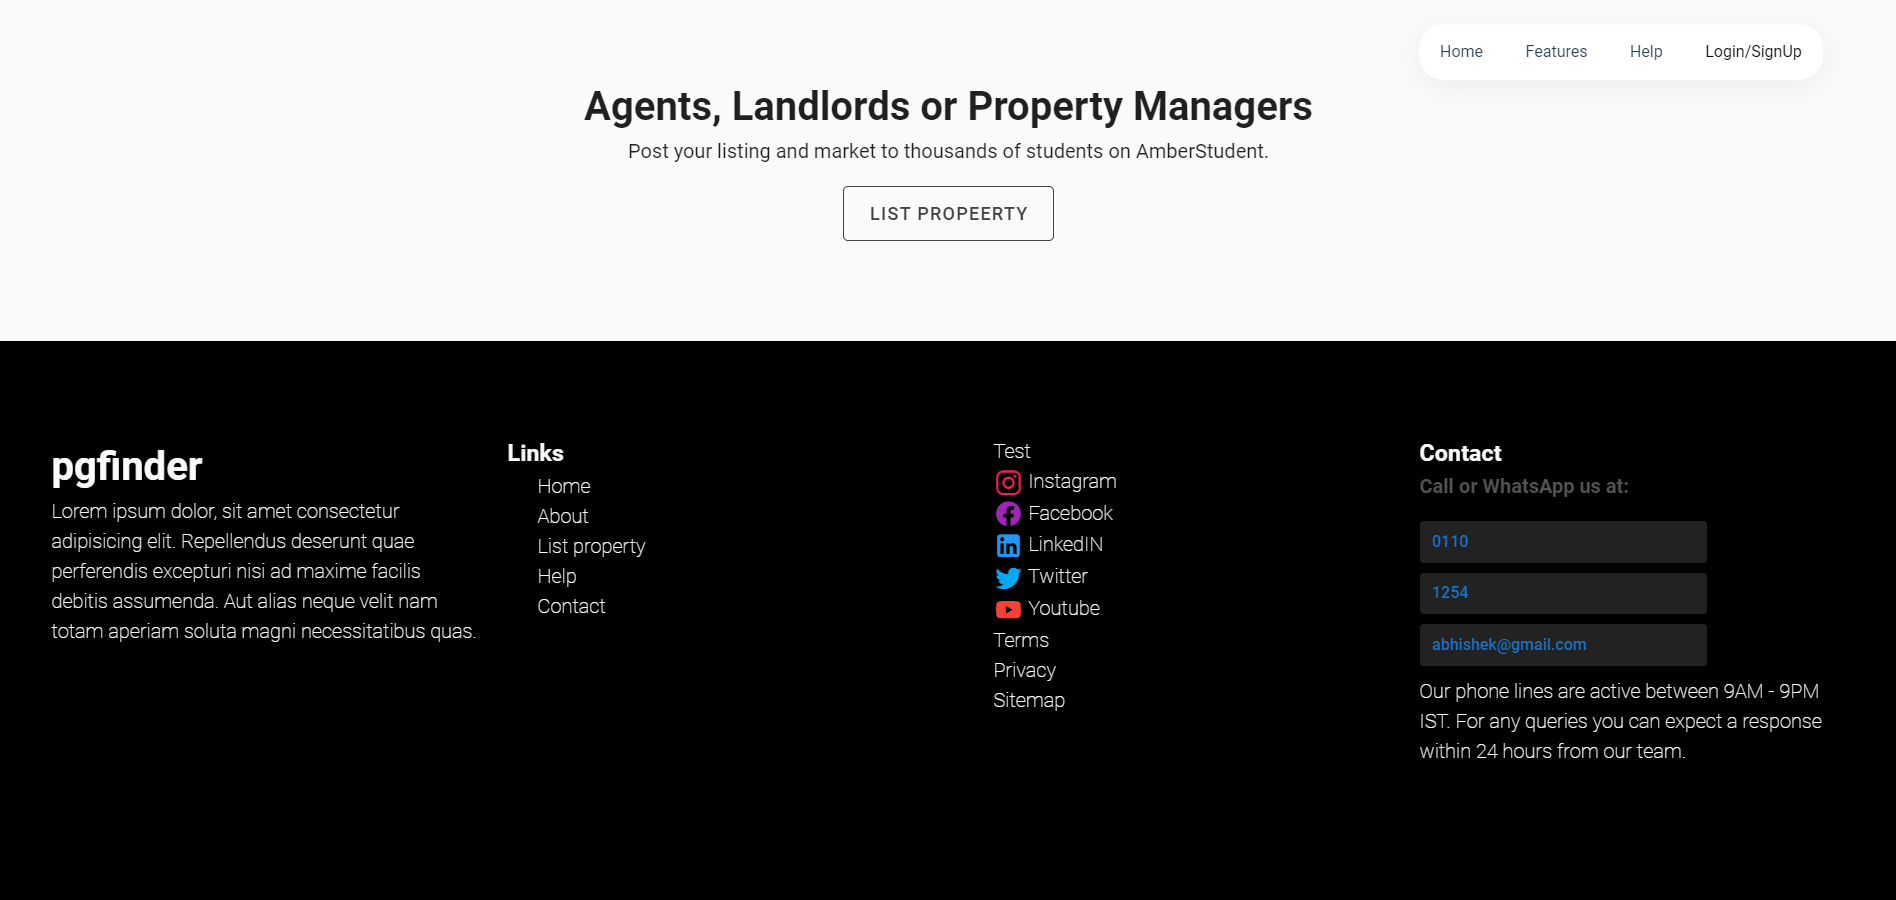 Home Features Help Login/SignUp
Agents, Landlords or Property Managers
Post your listing and market to thousands of students on AmberStudent.
LIST PROPEERTY
pgfinder
Lorem ipsum dolor, sit amet consectetur
adipisicing elit. Repellendus deserunt quae
perferendis excepturi nisi ad maxime facilis
debitis assumenda. Aut alias neque velit nam
totam aperiam soluta magni necessitatibus quas.
Links
Home
About
List property
Help
Contact
Test
Instagram
Facebook
LinkedIN
Twitter
Youtube
Terms
Privacy
Sitemap
Contact
Call or WhatsApp us at:
0110
1254
abhishek@gmail.com
Our phone lines are active between 9AM - 9PM
IST. For any queries you can expect a response
within 24 hours from our team.